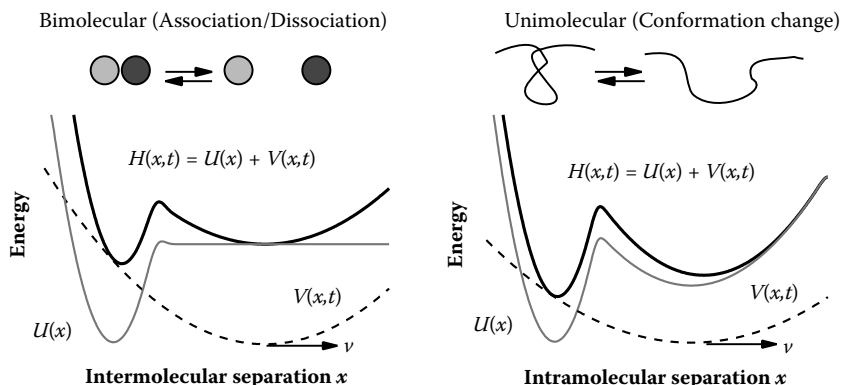 Bimolecular (Association/Dissociation)
H(x,t) = U(x) + V(x,t)
Energy
V(x,t)
U(x)
v
Intermolecular separation x
Unimolecular (Conformation change)
H(x,t) = U(x) + V(x,t)
Energy
V(x,t)
U(x)
v
Intramolecular separation x